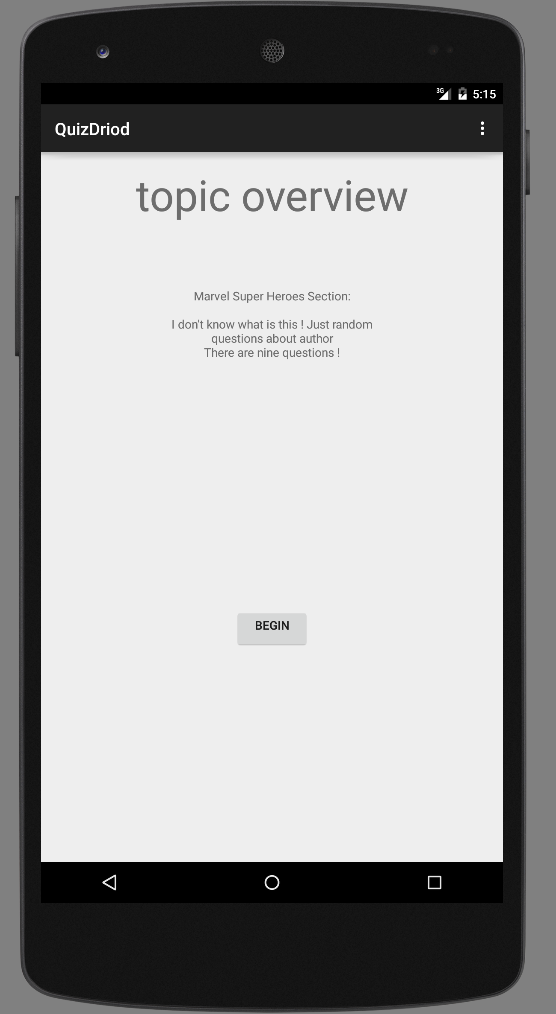 3G 5:15
QuizDriod
topic overview
Marvel Super Heroes Section:
I don't know what is this ! Just random
questions about author
There are nine questions !
BEGIN